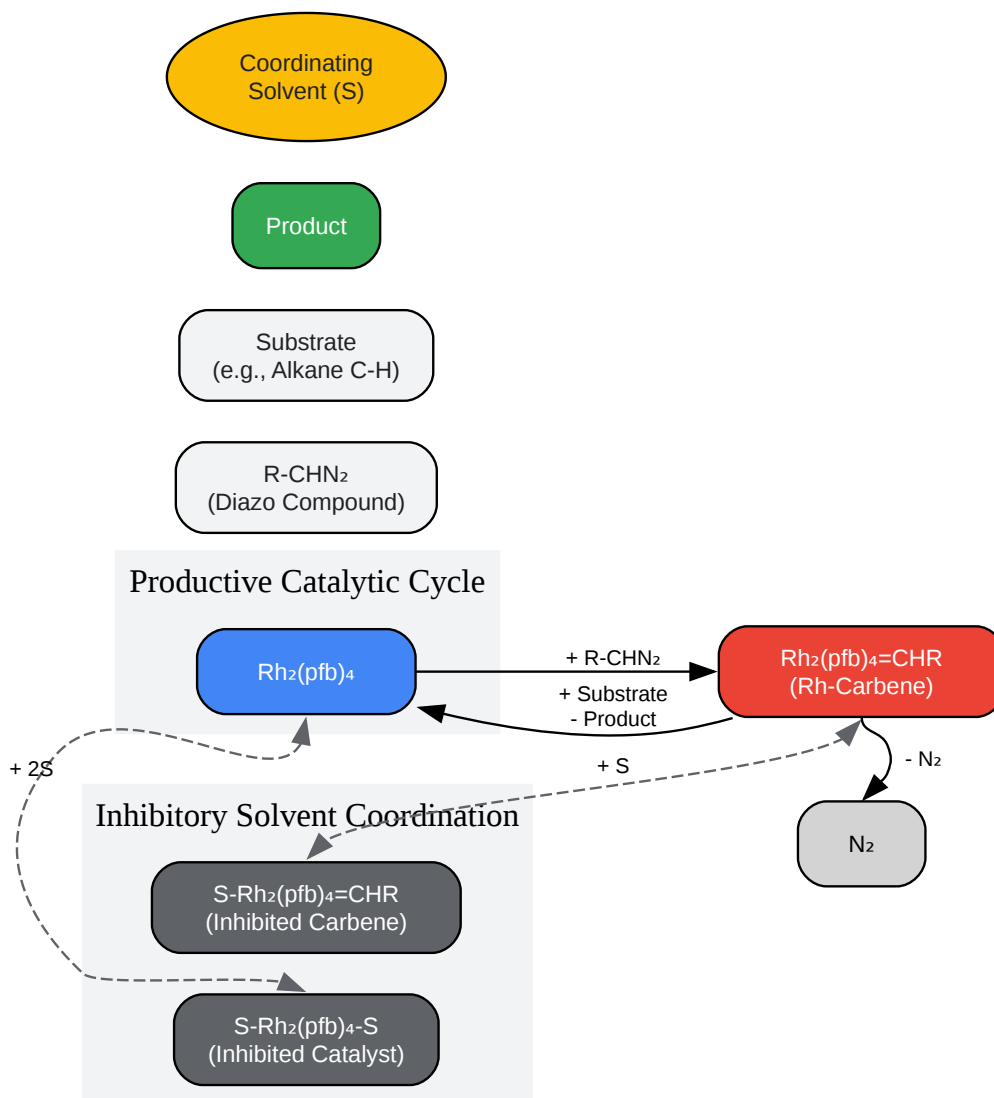 Coordinating
Solvent (S)
Product
Substrate
(e.g., Alkane C-H)
R-CHN₂
(Diazo Compound)
Productive Catalytic Cycle
Rh₂(pfb)₄
+ R-CHN₂
+ Substrate
- Product
Rh₂(pfb)₄=CHR
(Rh-Carbene)
+ 2S
+ S
- N₂
N₂
Inhibitory Solvent Coordination
S-Rh₂(pfb)₄=CHR
(Inhibited Carbene)
S-Rh₂(pfb)₄-S
(Inhibited Catalyst)